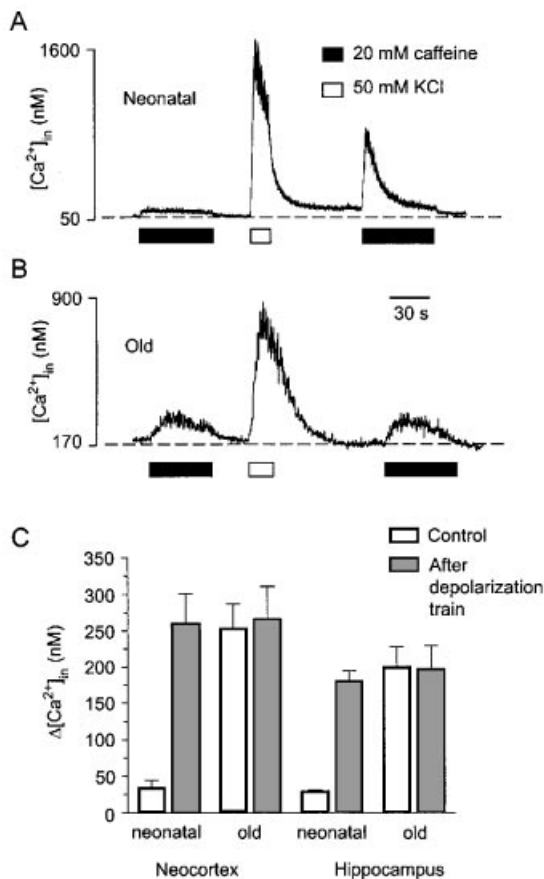 A
1600
[Ca²⁺]in (nM)
50
Neonatal
20 mM caffeine
50 mM KCl
B
900
[Ca²⁺]in (nM)
170
Old
30 s
C
Control
After
depolarization
train
Δ[Ca²⁺]in (nM)
350
300
250
200
150
100
50
0
neonatal old neonatal old
Neocortex Hippocampus